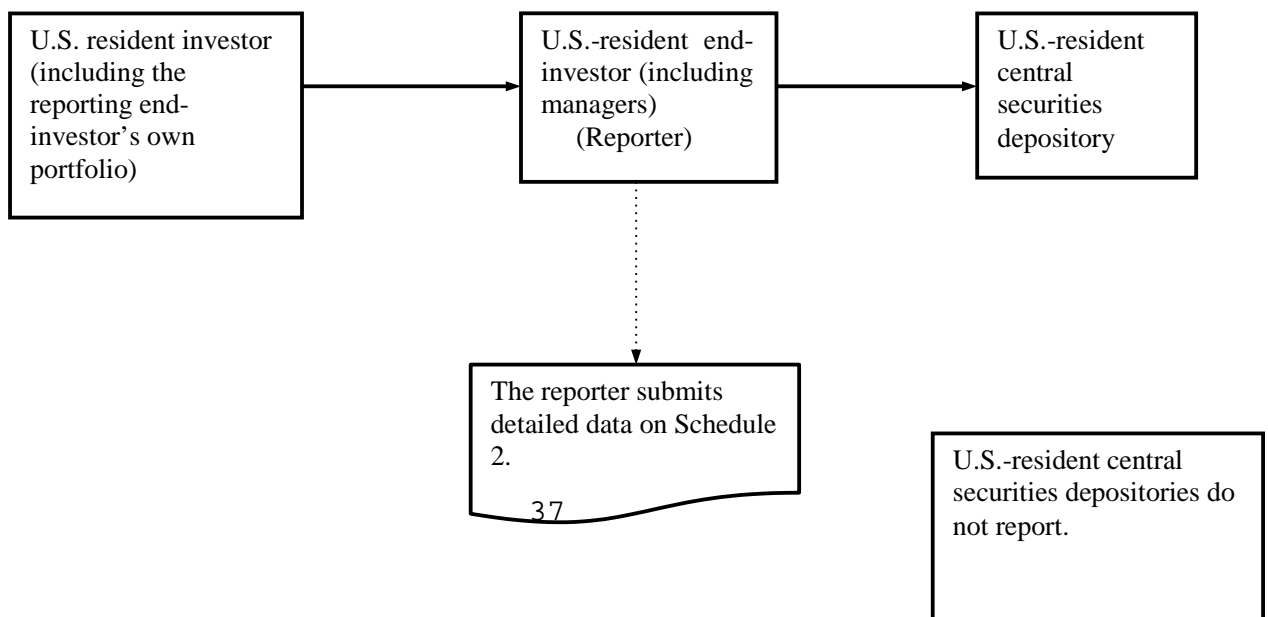 U.S. resident investor
(including the
reporting end-
investor’s own
portfolio)
U.S.-resident end-
investor (including
managers)
(Reporter)
U.S.-resident
central
securities
depository
The reporter submits
detailed data on Schedule
2.
37
U.S.-resident central
securities depositories do
not report.